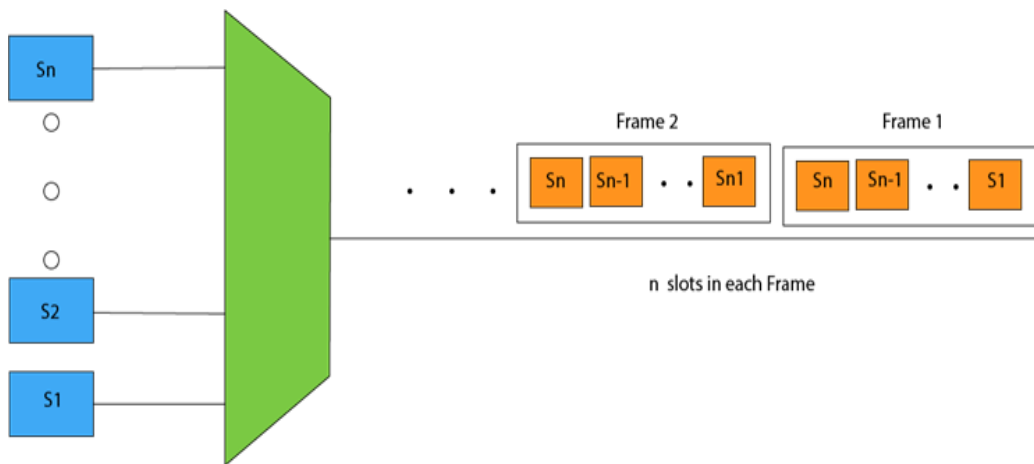 Sn
S2
S1
Frame 2
Sn
Sn-1
Sn1
Frame 1
Sn
Sn-1
S1
n slots in each Frame